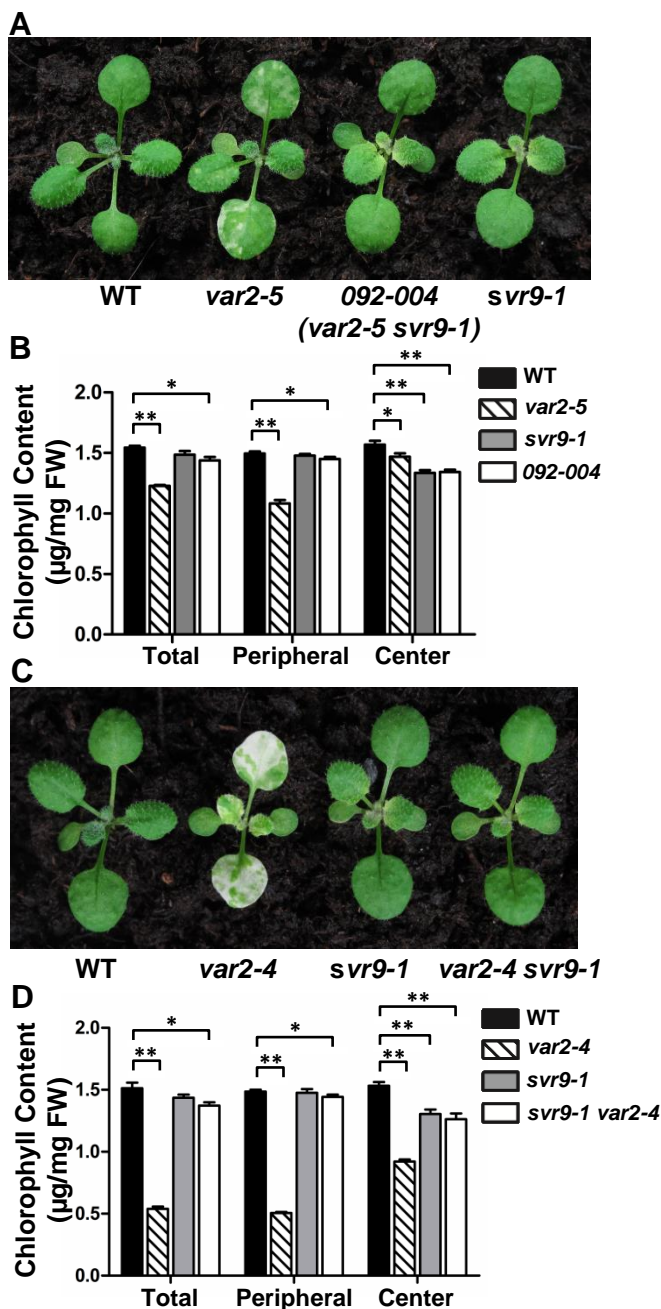 A
WT var2-5 092-004 svr9-1
(var2-5 svr9-1)
B
Chlorophyll Content
(µg/mg FW)
2.0
1.5
1.0
0.5
0.0
** * ** * * ** **
Total Peripheral Center
WT
var2-5
svr9-1
092-004
C
WT var2-4 svr9-1 var2-4 svr9-1
D
Chlorophyll Content
(µg/mg FW)
2.0
1.5
1.0
0.5
0.0
** * ** * ** ** **
Total Peripheral Center
WT
var2-4
svr9-1
svr9-1 var2-4